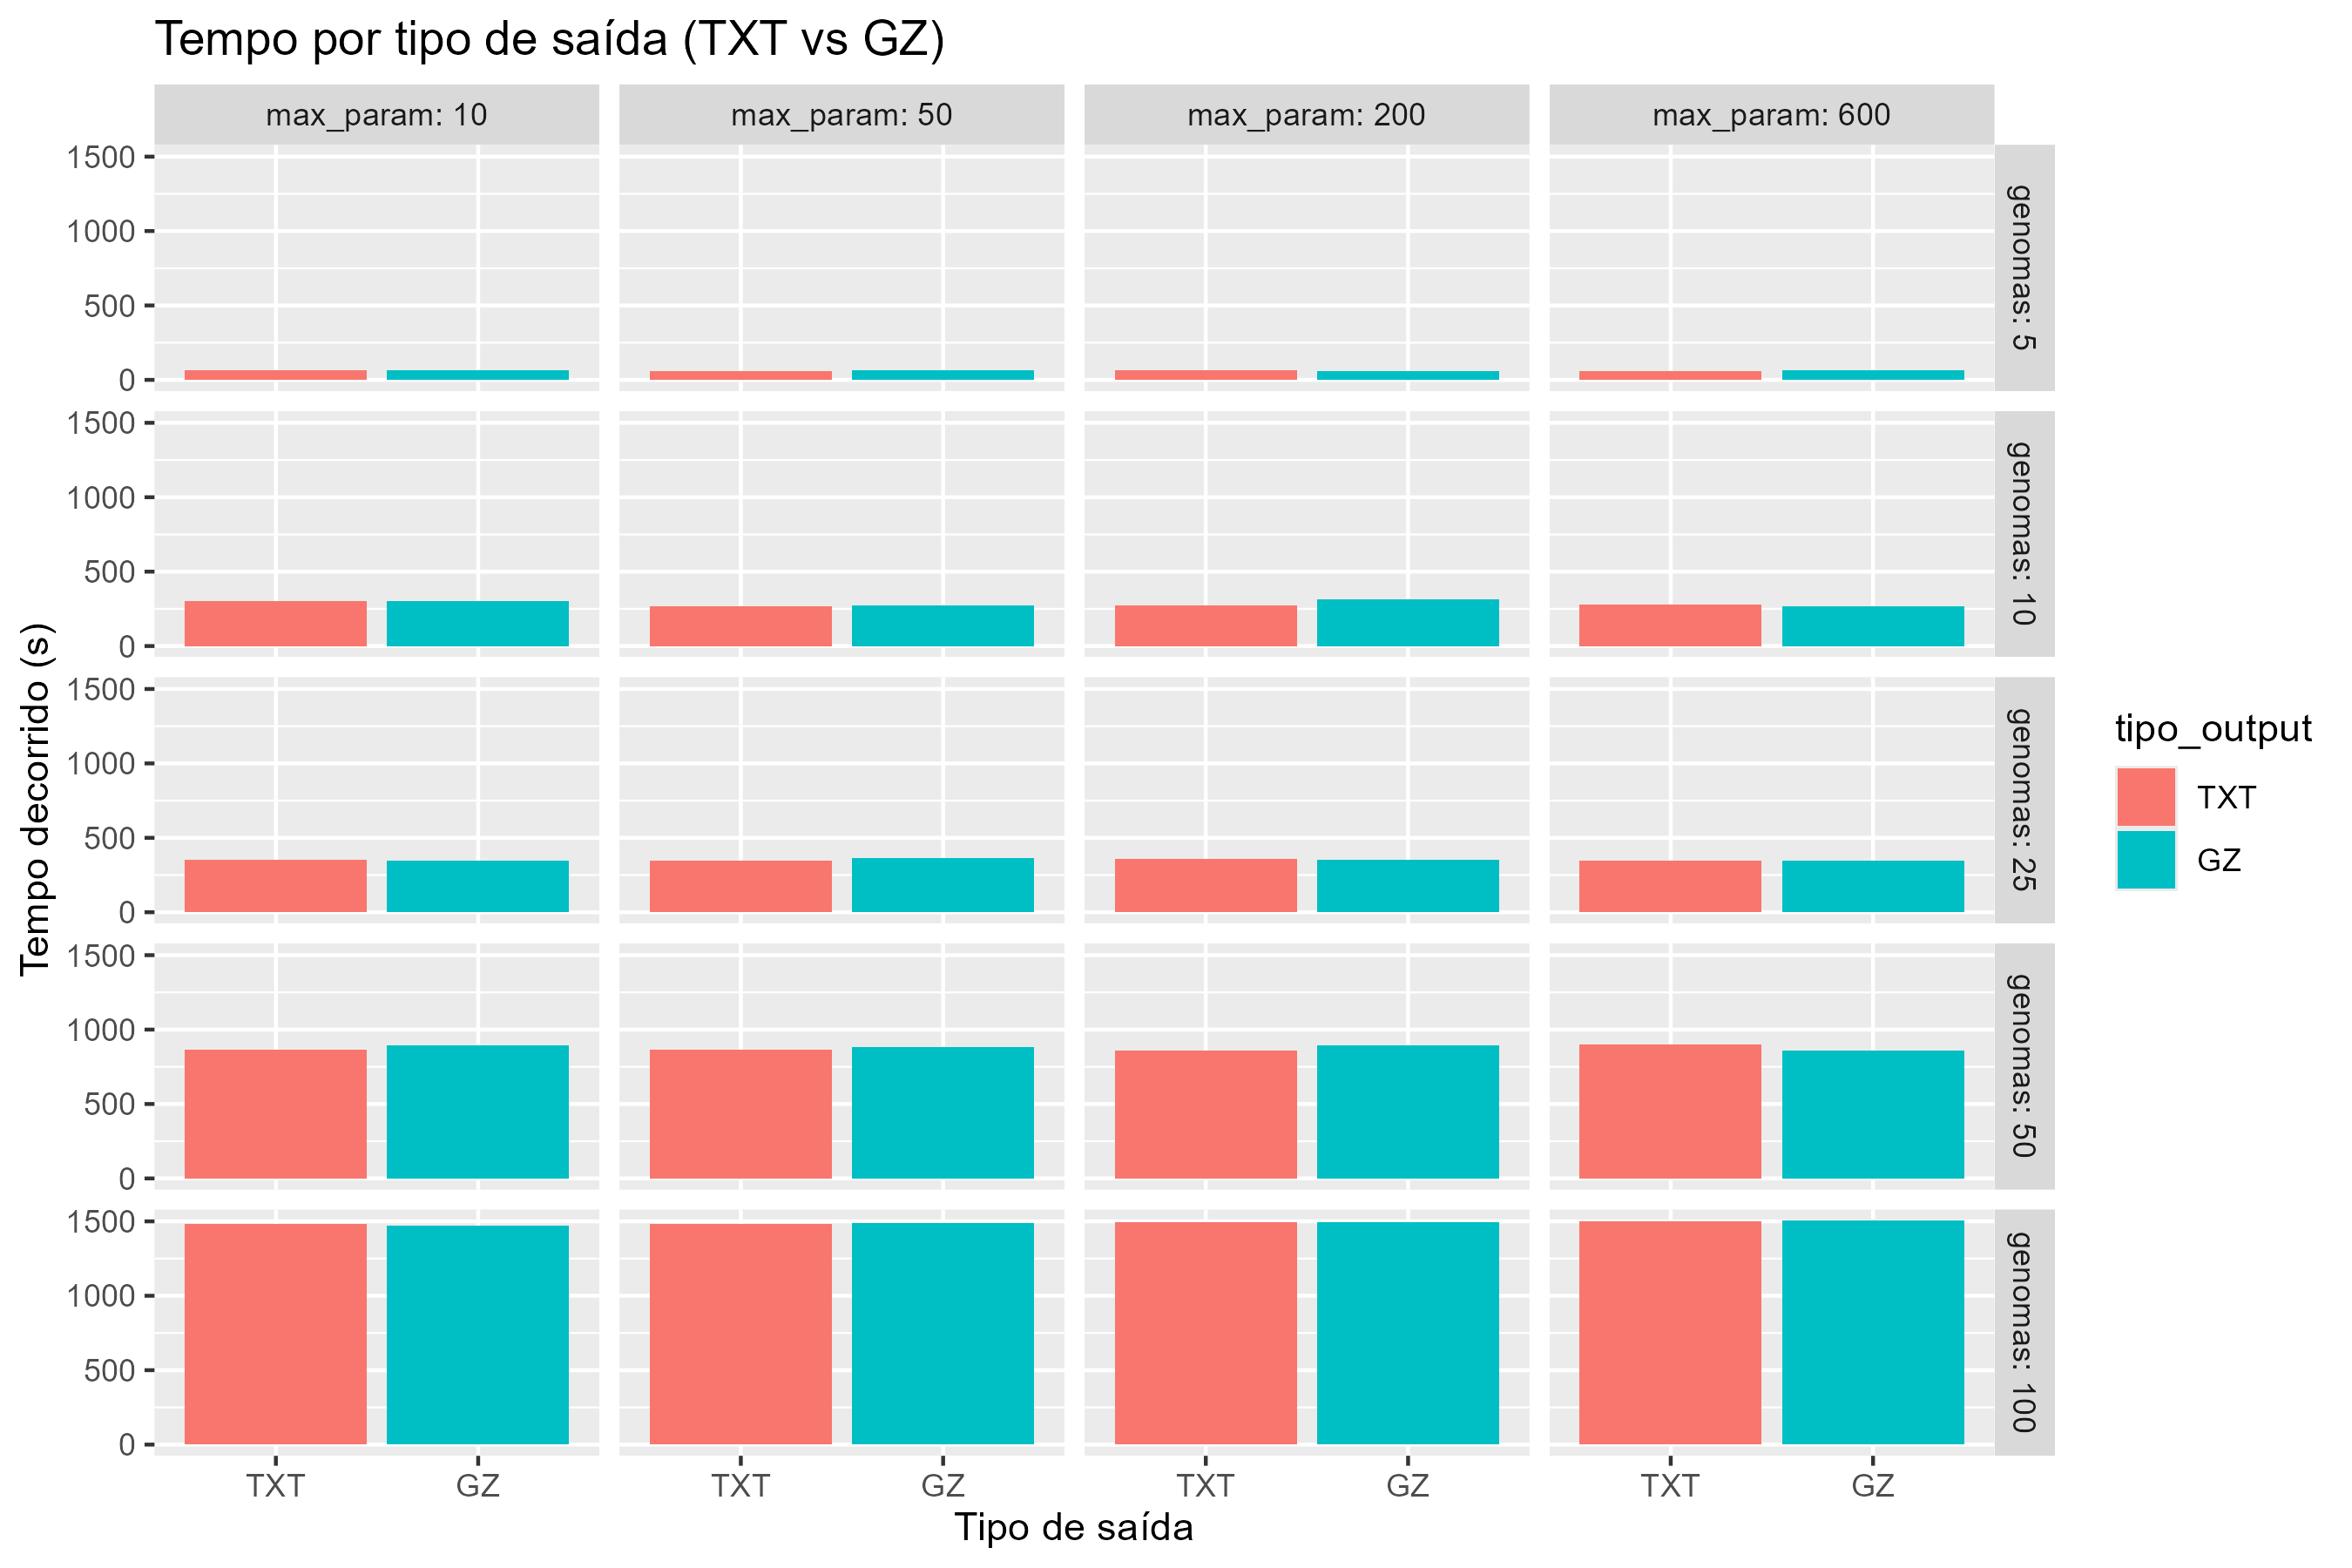 Tempo por tipo de saída (TXT vs GZ)
max_param: 10
max_param: 50
max_param: 200
max_param: 600
1500
1000
500
0
genomas: 5
1500
1000
500
0
genomas: 10
1500
1000
500
0
genomas: 25
1500
1000
500
0
genomas: 50
1500
1000
500
0
genomas: 100
TXT
GZ
TXT
GZ
TXT
GZ
TXT
GZ
Tipo de saída
Tempo decorrido (s)
tipo_output
TXT
GZ